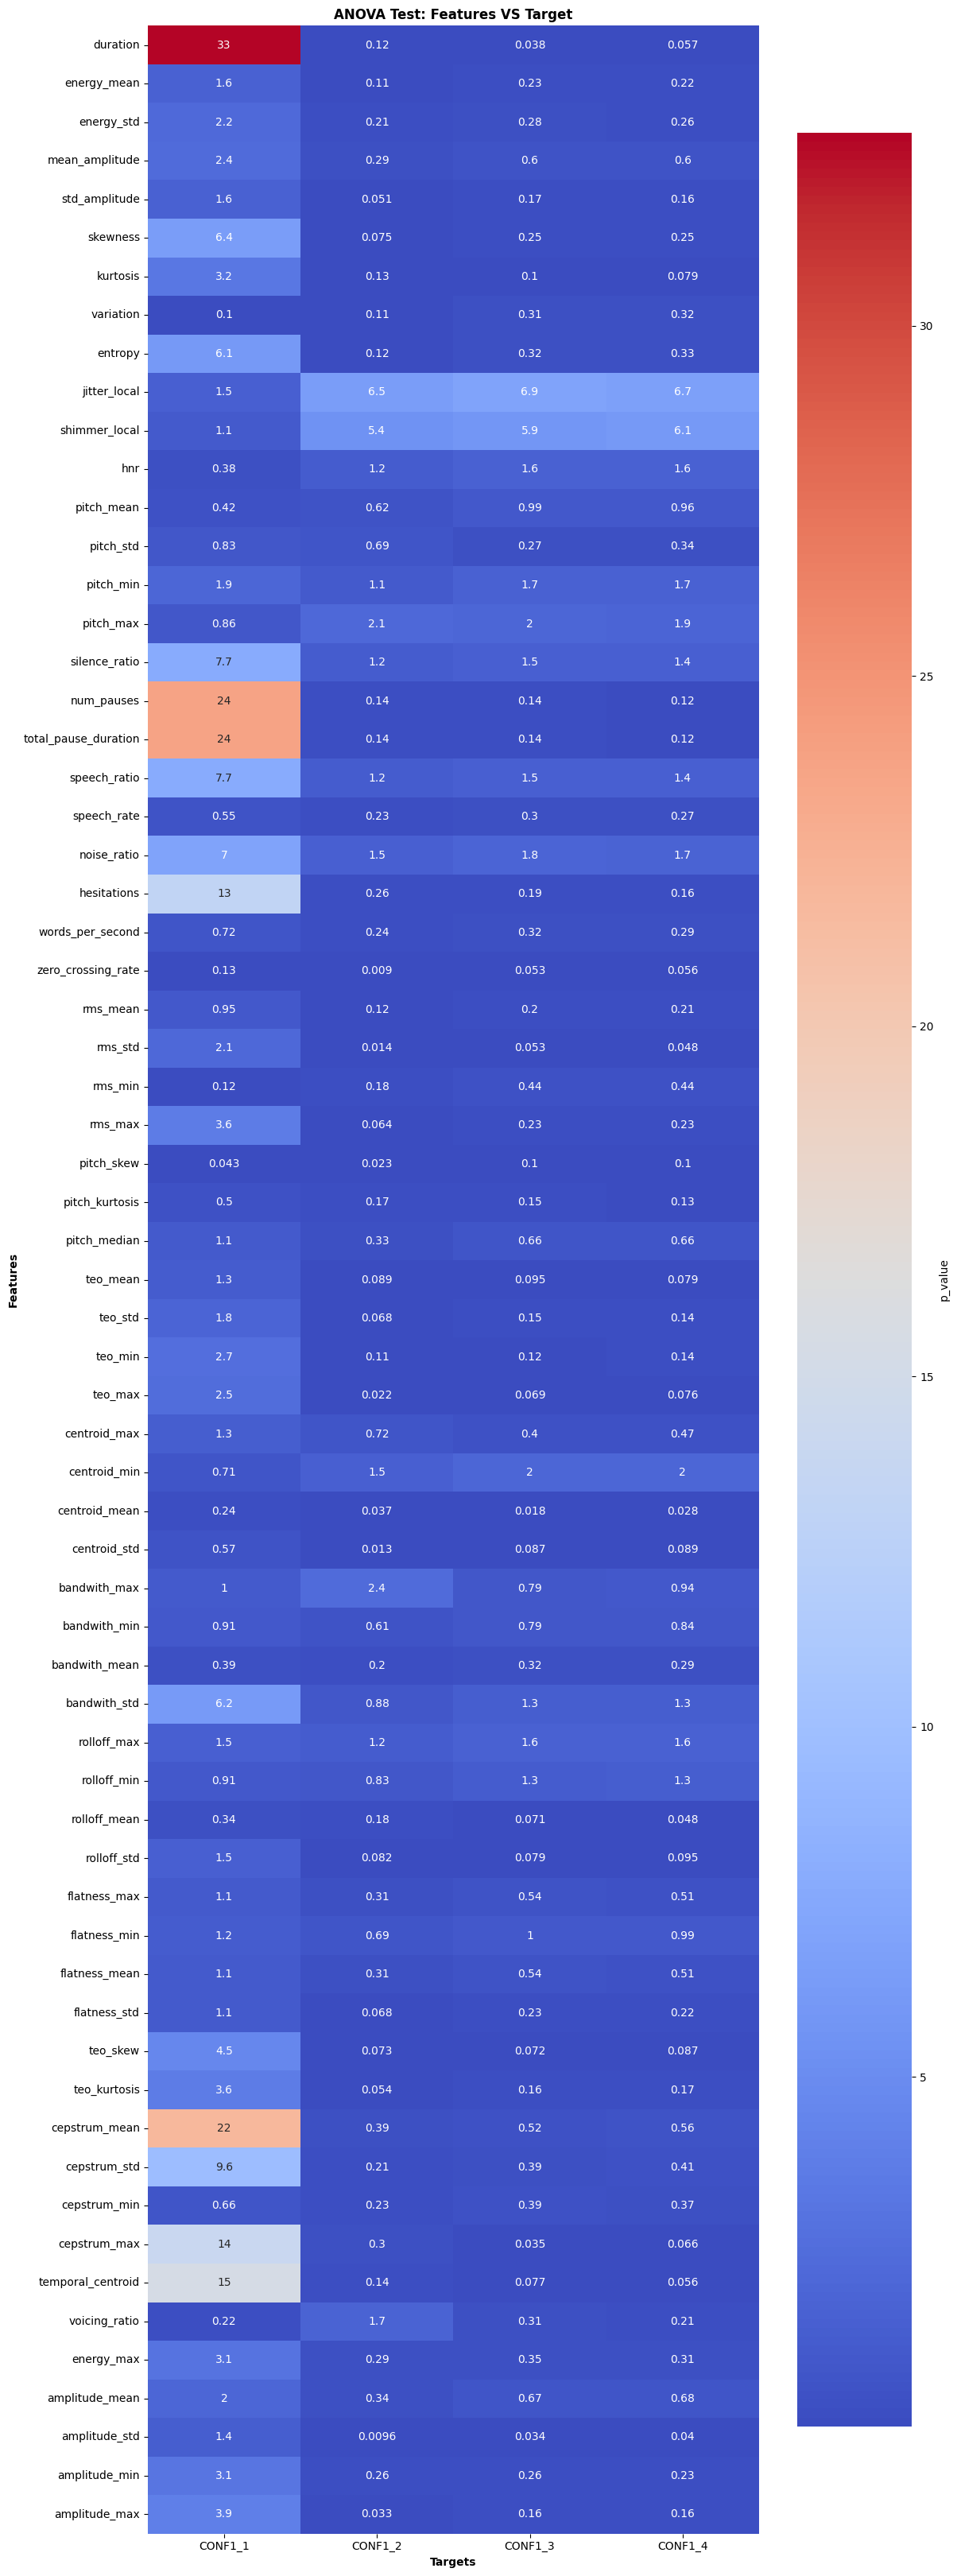 ANOVA Test: Features VS Target
duration 33 0.12 0.038 0.057
energy_mean 1.6 0.11 0.23 0.22
energy_std 2.2 0.21 0.28 0.26
mean_amplitude 2.4 0.29 0.6 0.6
std_amplitude 1.6 0.051 0.17 0.16
skewness 6.4 0.075 0.25 0.25
kurtosis 3.2 0.13 0.1 0.079
variation 0.1 0.11 0.31 0.32
entropy 6.1 0.12 0.32 0.33
jitter_local 1.5 6.5 6.9 6.7
shimmer_local 1.1 5.4 5.9 6.1
hnr 0.38 1.2 1.6 1.6
pitch_mean 0.42 0.62 0.99 0.96
pitch_std 0.83 0.69 0.27 0.34
pitch_min 1.9 1.1 1.7 1.7
pitch_max 0.86 2.1 2 1.9
silence_ratio 7.7 1.2 1.5 1.4
num_pauses 24 0.14 0.14 0.12
total_pause_duration 24 0.14 0.14 0.12
speech_ratio 7.7 1.2 1.5 1.4
speech_rate 0.55 0.23 0.3 0.27
noise_ratio 7 1.5 1.8 1.7
hesitations 13 0.26 0.19 0.16
words_per_second 0.72 0.24 0.32 0.29
zero_crossing_rate 0.13 0.009 0.053 0.056
rms_mean 0.95 0.12 0.2 0.21
rms_std 2.1 0.014 0.053 0.048
rms_min 0.12 0.18 0.44 0.44
rms_max 3.6 0.064 0.23 0.23
pitch_skew 0.043 0.023 0.1 0.1
pitch_kurtosis 0.5 0.17 0.15 0.13
pitch_median 1.1 0.33 0.66 0.66
teo_mean 1.3 0.089 0.095 0.079
teo_std 1.8 0.068 0.15 0.14
teo_min 2.7 0.11 0.12 0.14
teo_max 2.5 0.022 0.069 0.076
centroid_max 1.3 0.72 0.4 0.47
centroid_min 0.71 1.5 2 2
centroid_mean 0.24 0.037 0.018 0.028
centroid_std 0.57 0.013 0.087 0.089
bandwith_max 1 2.4 0.79 0.94
bandwith_min 0.91 0.61 0.79 0.84
bandwith_mean 0.39 0.2 0.32 0.29
bandwith_std 6.2 0.88 1.3 1.3
rolloff_max 1.5 1.2 1.6 1.6
rolloff_min 0.91 0.83 1.3 1.3
rolloff_mean 0.34 0.18 0.071 0.048
rolloff_std 1.5 0.082 0.079 0.095
flatness_max 1.1 0.31 0.54 0.51
flatness_min 1.2 0.69 1 0.99
flatness_mean 1.1 0.31 0.54 0.51
flatness_std 1.1 0.068 0.23 0.22
teo_skew 4.5 0.073 0.072 0.087
teo_kurtosis 3.6 0.054 0.16 0.17
cepstrum_mean 22 0.39 0.52 0.56
cepstrum_std 9.6 0.21 0.39 0.41
cepstrum_min 0.66 0.23 0.39 0.37
cepstrum_max 14 0.3 0.035 0.066
temporal_centroid 15 0.14 0.077 0.056
voicing_ratio 0.22 1.7 0.31 0.21
energy_max 3.1 0.29 0.35 0.31
amplitude_mean 2 0.34 0.67 0.68
amplitude_std 1.4 0.0096 0.034 0.04
amplitude_min 3.1 0.26 0.26 0.23
amplitude_max 3.9 0.033 0.16 0.16
CONF1_1 CONF1_2 CONF1_3 CONF1_4
Targets
Features
30
25
20
15
10
5
p_value